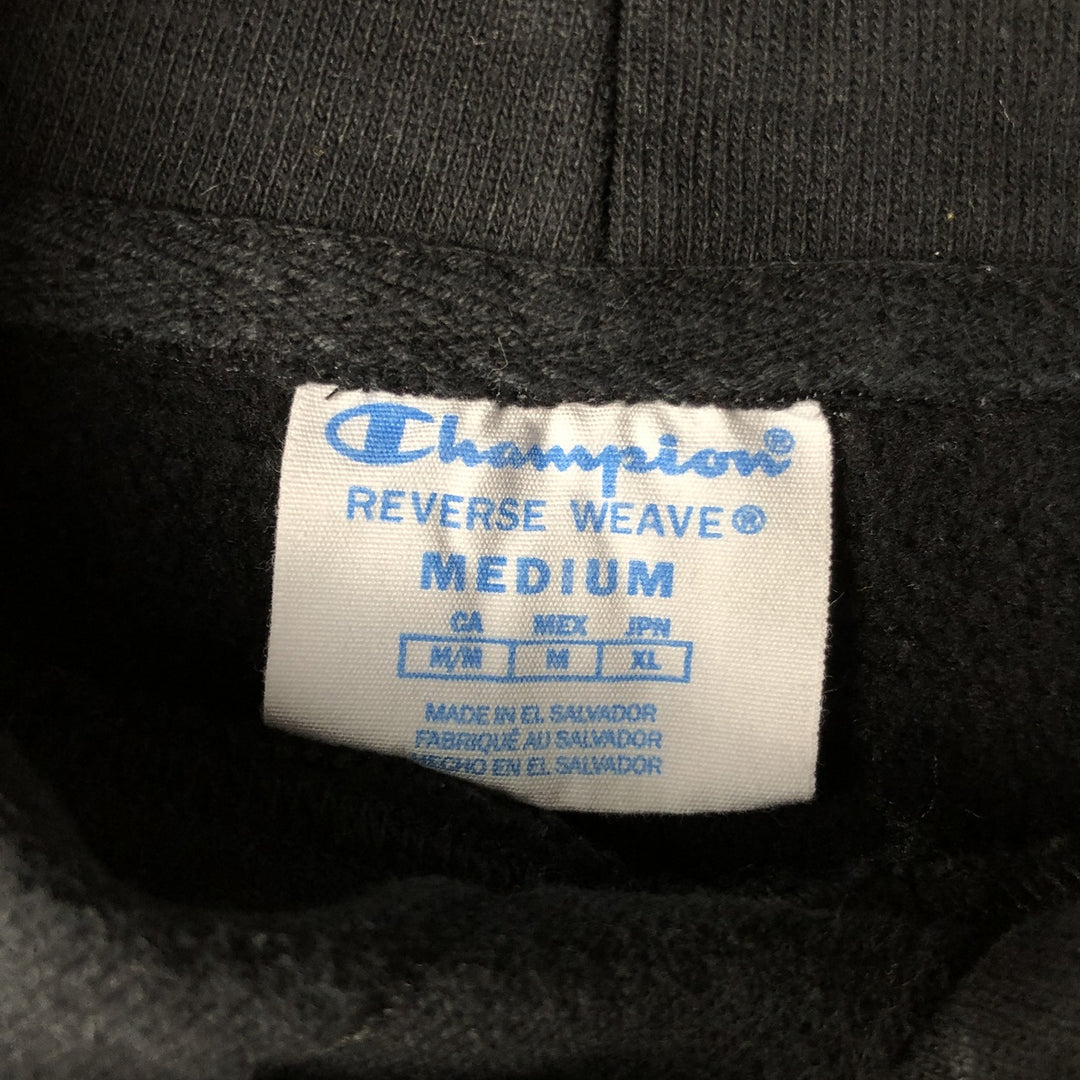 Champion®
REVERSE WEAVE®
MEDIUM
CA MEX JPN
M/M M XL
MADE IN EL SALVADOR
FABRIQUÉ AU SALVADOR
HECHO EN EL SALVADOR